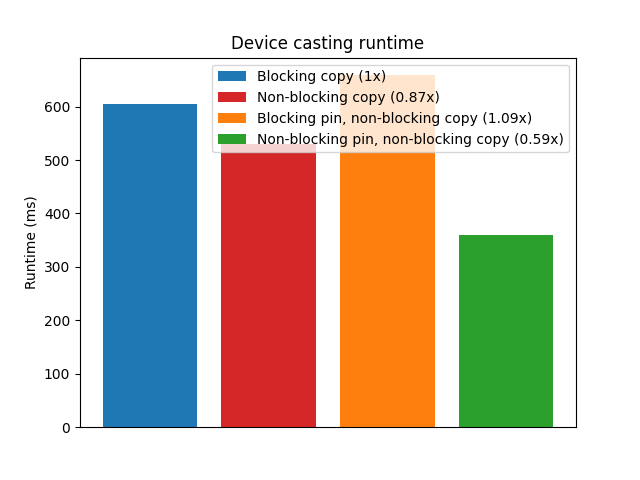 Device casting runtime
Blocking copy (1x)
Non-blocking copy (0.87x)
Blocking pin, non-blocking copy (1.09x)
Non-blocking pin, non-blocking copy (0.59x)
Runtime (ms)
600
500
400
300
200
100
0